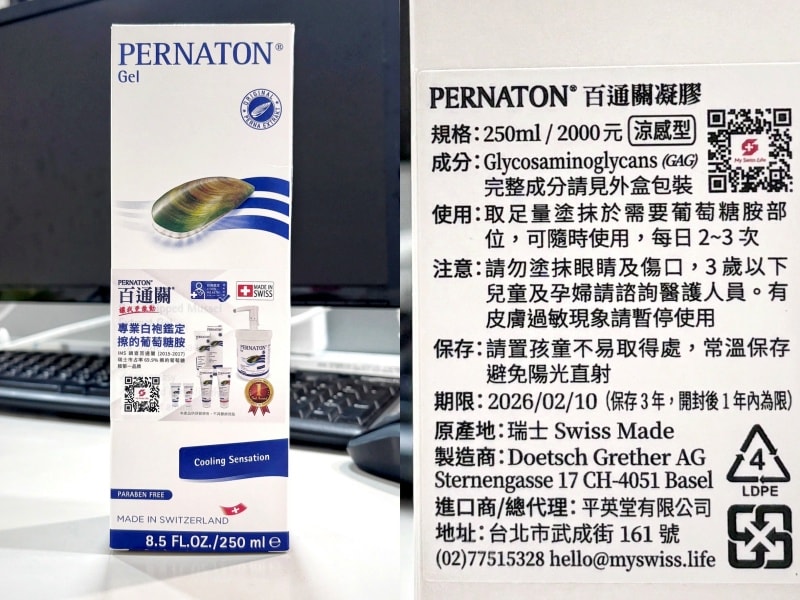 PERNATON®
Gel
ORIGINAL
PERNA EXTRAKT
PERNATON®
百通關®
MADE IN
SWISS
專業白袍鑑定
擦的葡萄糖胺
PERNATON
Cooling Sensation
PARABEN FREE
MADE IN SWITZERLAND
8.5 FL.OZ./250 ml ℮
PERNATON® 百通關凝膠
規格：250ml / 2000元 涼感型
成分：Glycosaminoglycans (GAG)
完整成分請見外盒包裝
My Swiss Life
使用：取足量塗抹於需要葡萄糖胺部
位，可隨時使用，每日2~3次
注意：請勿塗抹眼睛及傷口，3歲以下
兒童及孕婦請諮詢醫護人員。有
皮膚過敏現象請暫停使用
保存：請置孩童不易取得處，常溫保存
避免陽光直射
期限：2026/02/10（保存3年，開封後1年內為限）
原產地：瑞士 Swiss Made
製造商：Doetsch Grether AG
Sternengasse 17 CH-4051 Basel
進口商/總代理：平英堂有限公司
地址：台北市武成街 161 號
(02)77515328 hello@myswiss.life
4
LDPE